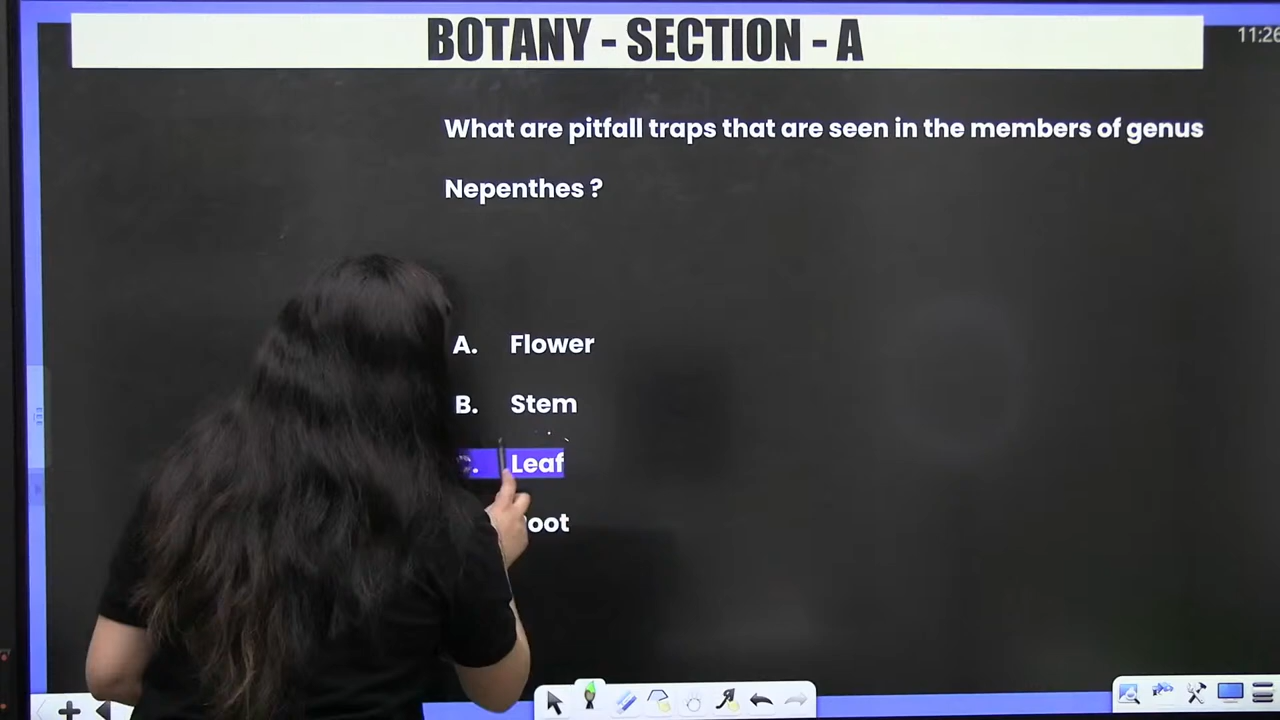 BOTANY - SECTION - A
11:26
What are pitfall traps that are seen in the members of genus
Nepenthes ?
A. Flower
B. Stem
C. Leaf
oot